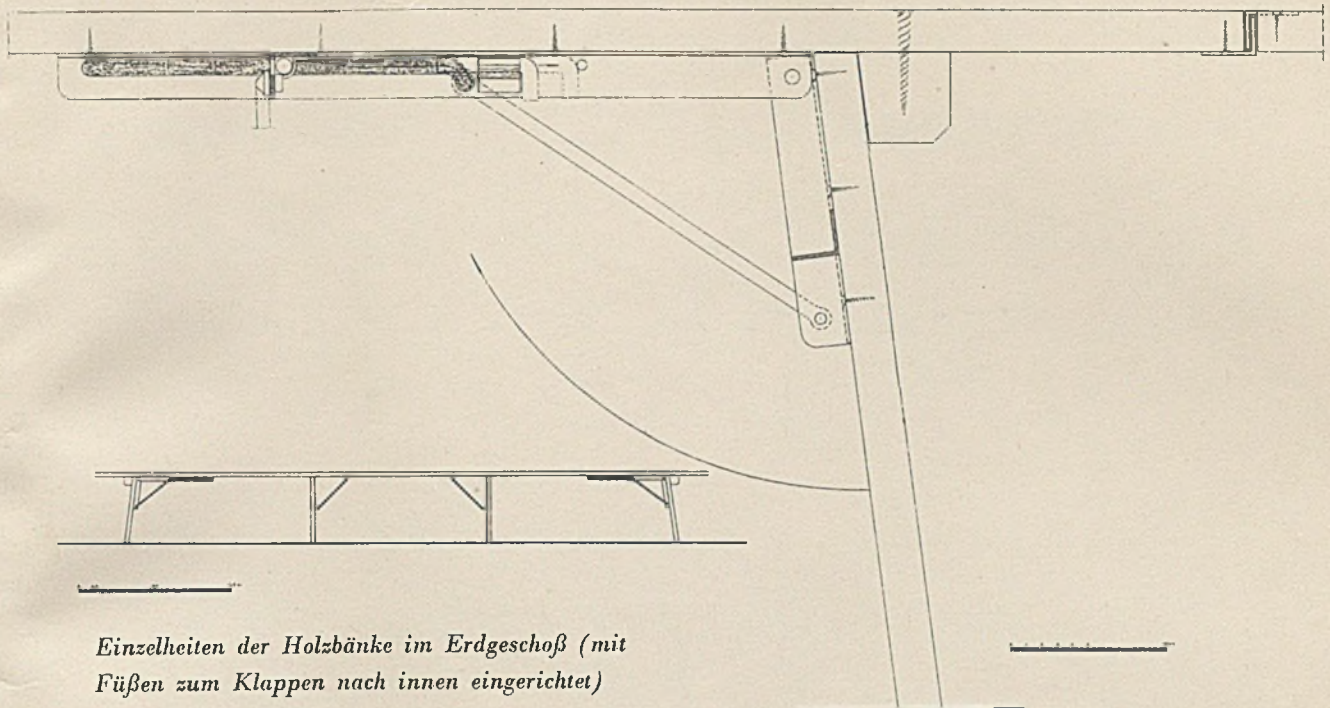 Einzelheiten der Holzbänke im Erdgeschoß (mit
Füßen zum Klappen nach innen eingerichtet)